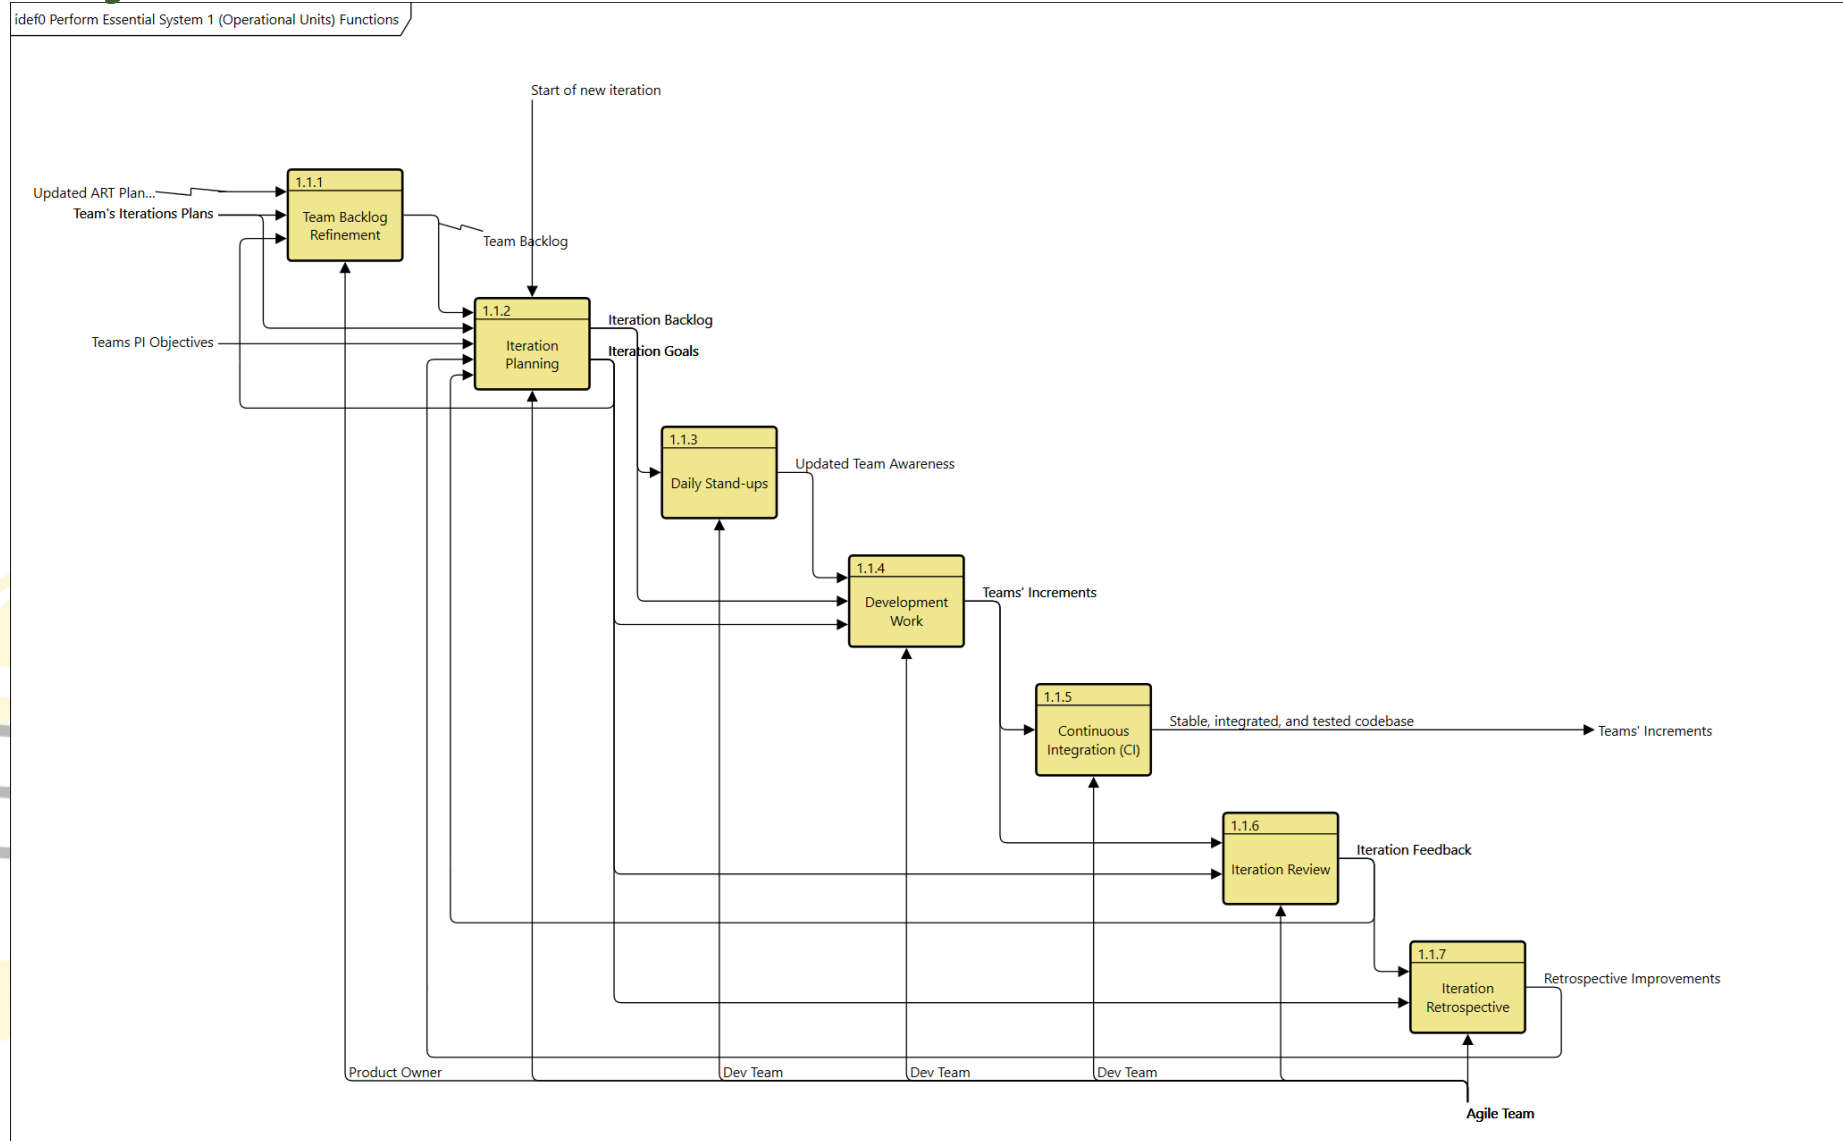 idef0 Perform Essential System 1 (Operational Units) Functions
Start of new iteration
1.1.1
Updated ART Plan...
Team's Iterations Plans
Team Backlog
Refinement
Team Backlog
1.1.2
Iteration Backlog
Teams PI Objectives
Iteration
Planning
Iteration Goals
1.1.3
Updated Team Awareness
Daily Stand-ups
1.1.4
Teams' Increments
Development
Work
1.1.5
Stable, integrated, and tested codebase
Continuous
Integration (CI)
Teams' Increments
1.1.6
Iteration Feedback
Iteration Review
1.1.7
Retrospective Improvements
Iteration
Retrospective
Product Owner
Dev Team
Dev Team
Dev Team
Agile Team